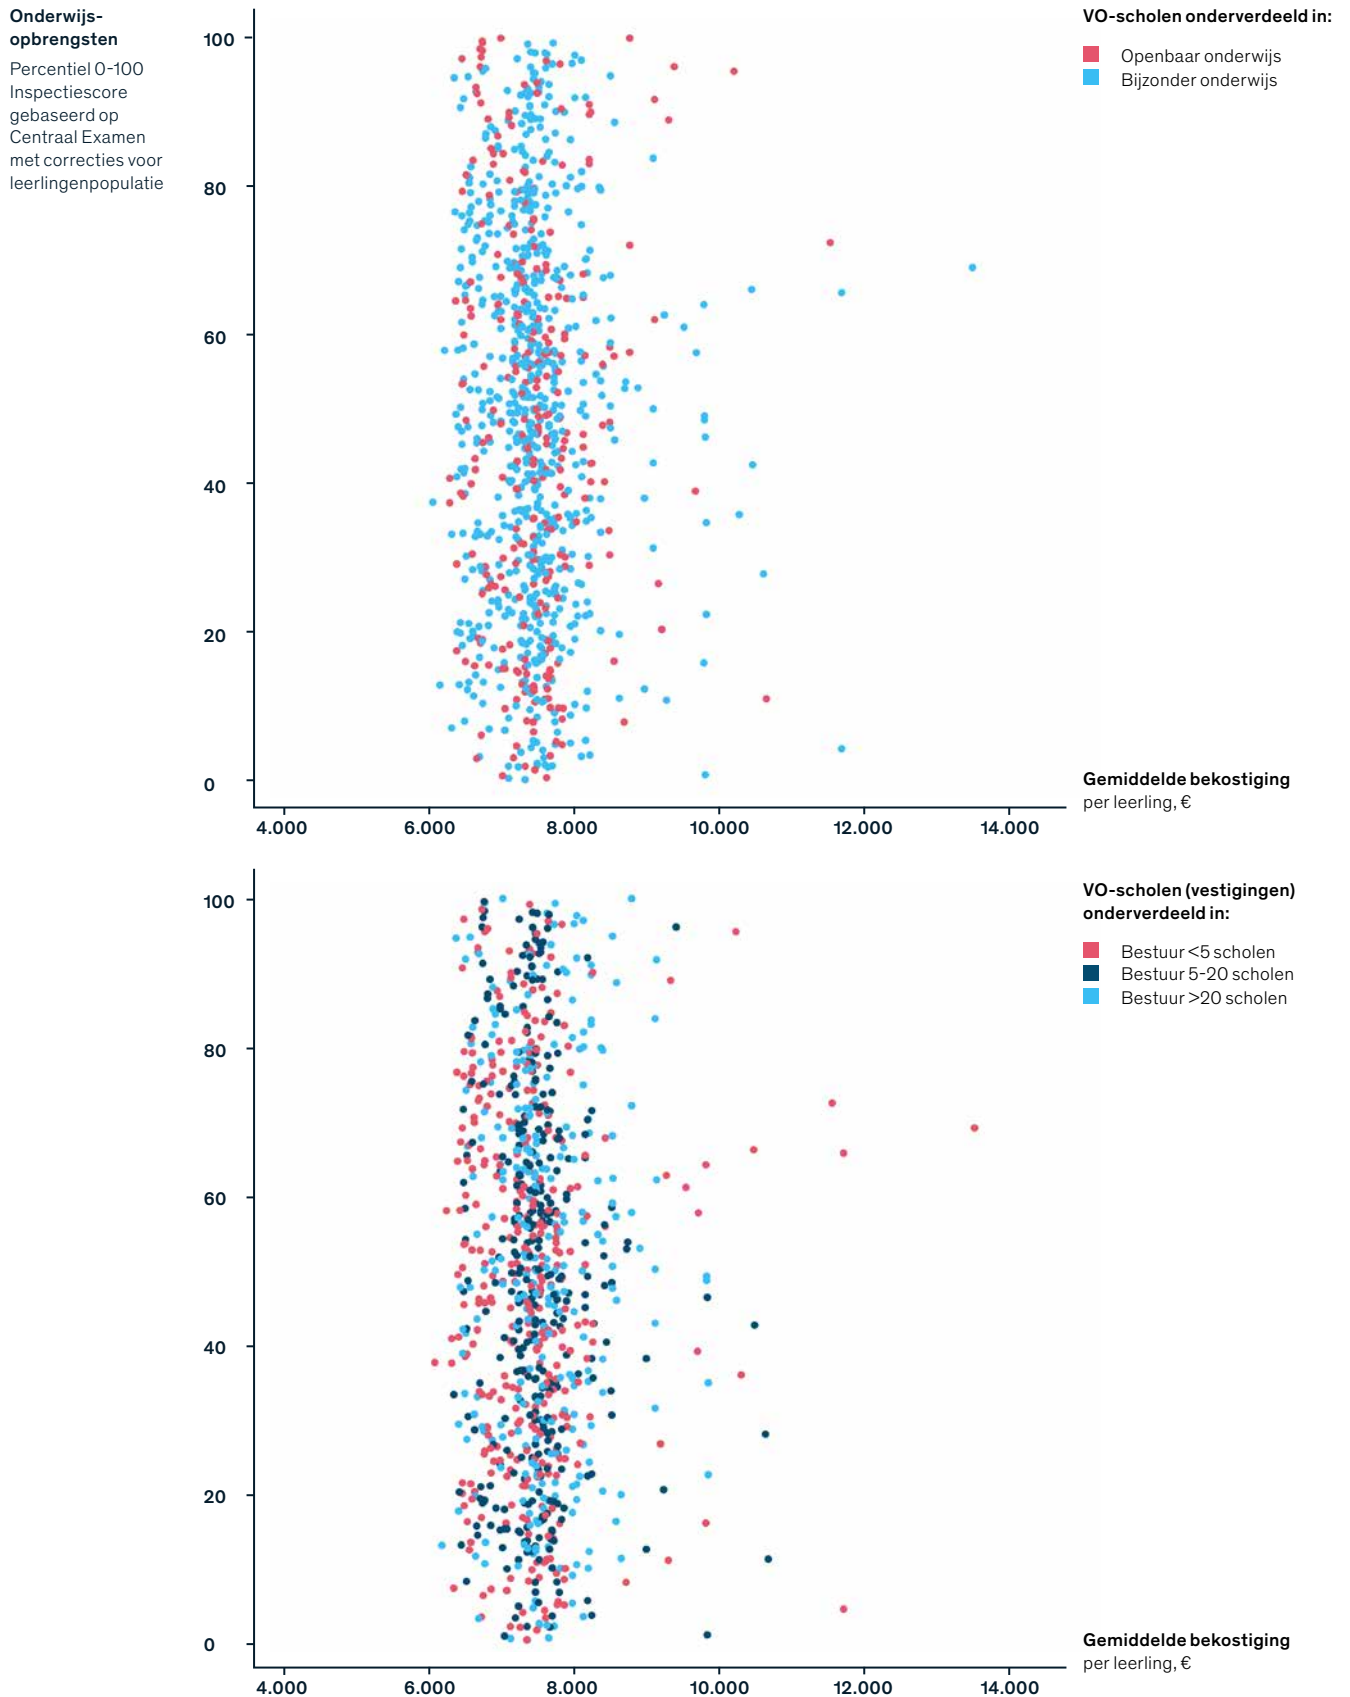 Onderwijs-
opbrengsten
Percentiel 0-100
Inspectiescore
gebaseerd op
Centraal Examen
met correcties voor
leerlingenpopulatie
100
80
60
40
20
0
4.000 6.000 8.000 10.000 12.000 14.000
VO-scholen onderverdeeld in:
Openbaar onderwijs
Bijzonder onderwijs
Gemiddelde bekostiging
per leerling, €
100
80
60
40
20
0
4.000 6.000 8.000 10.000 12.000 14.000
VO-scholen (vestigingen)
onderverdeeld in:
Bestuur <5 scholen
Bestuur 5-20 scholen
Bestuur >20 scholen
Gemiddelde bekostiging
per leerling, €